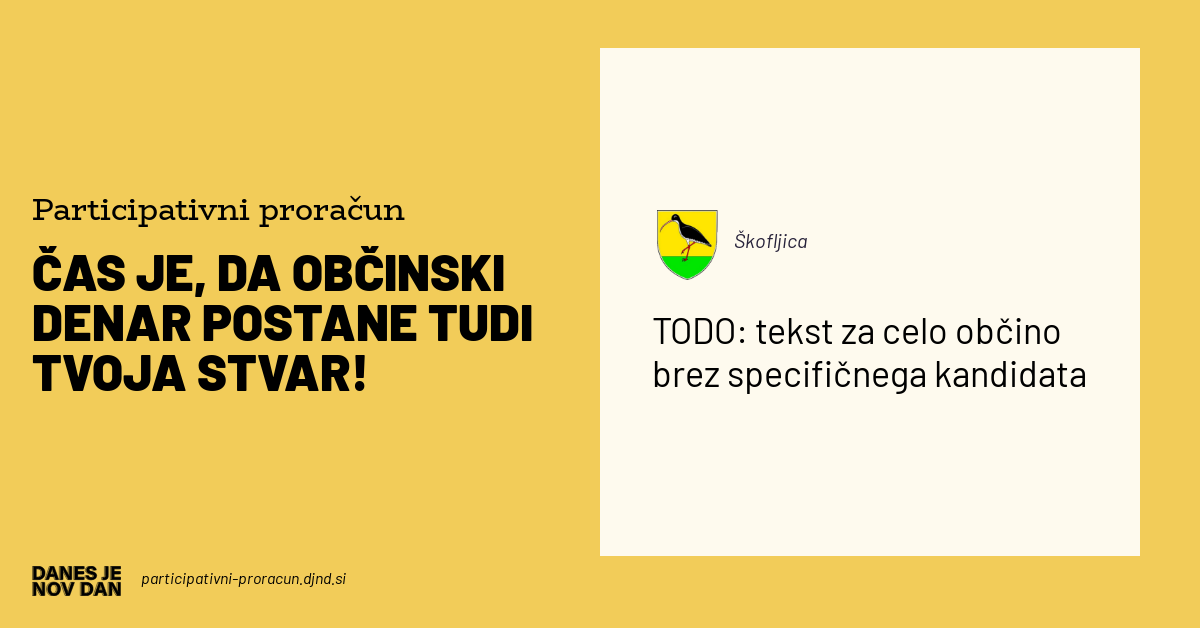 Participativni proračun
ČAS JE, DA OBČINSKI
DENAR POSTANE TUDI
TVOJA STVAR!
Škofljica
TODO: tekst za celo občino
brez specifičnega kandidata
DANES JE
NOV DAN
participativni-proracun.djnd.si